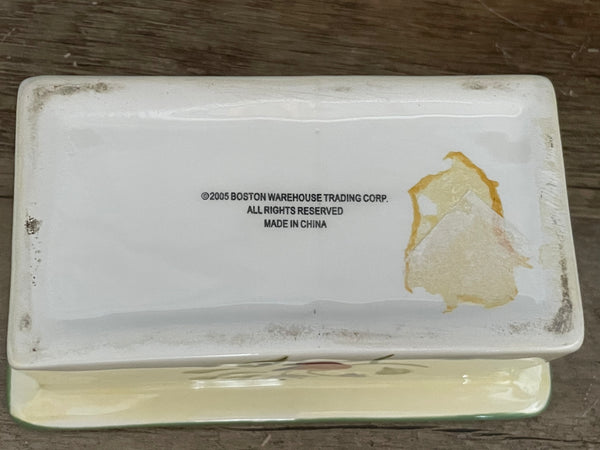 ©2005 BOSTON WAREHOUSE TRADING CORP.
ALL RIGHTS RESERVED
MADE IN CHINA